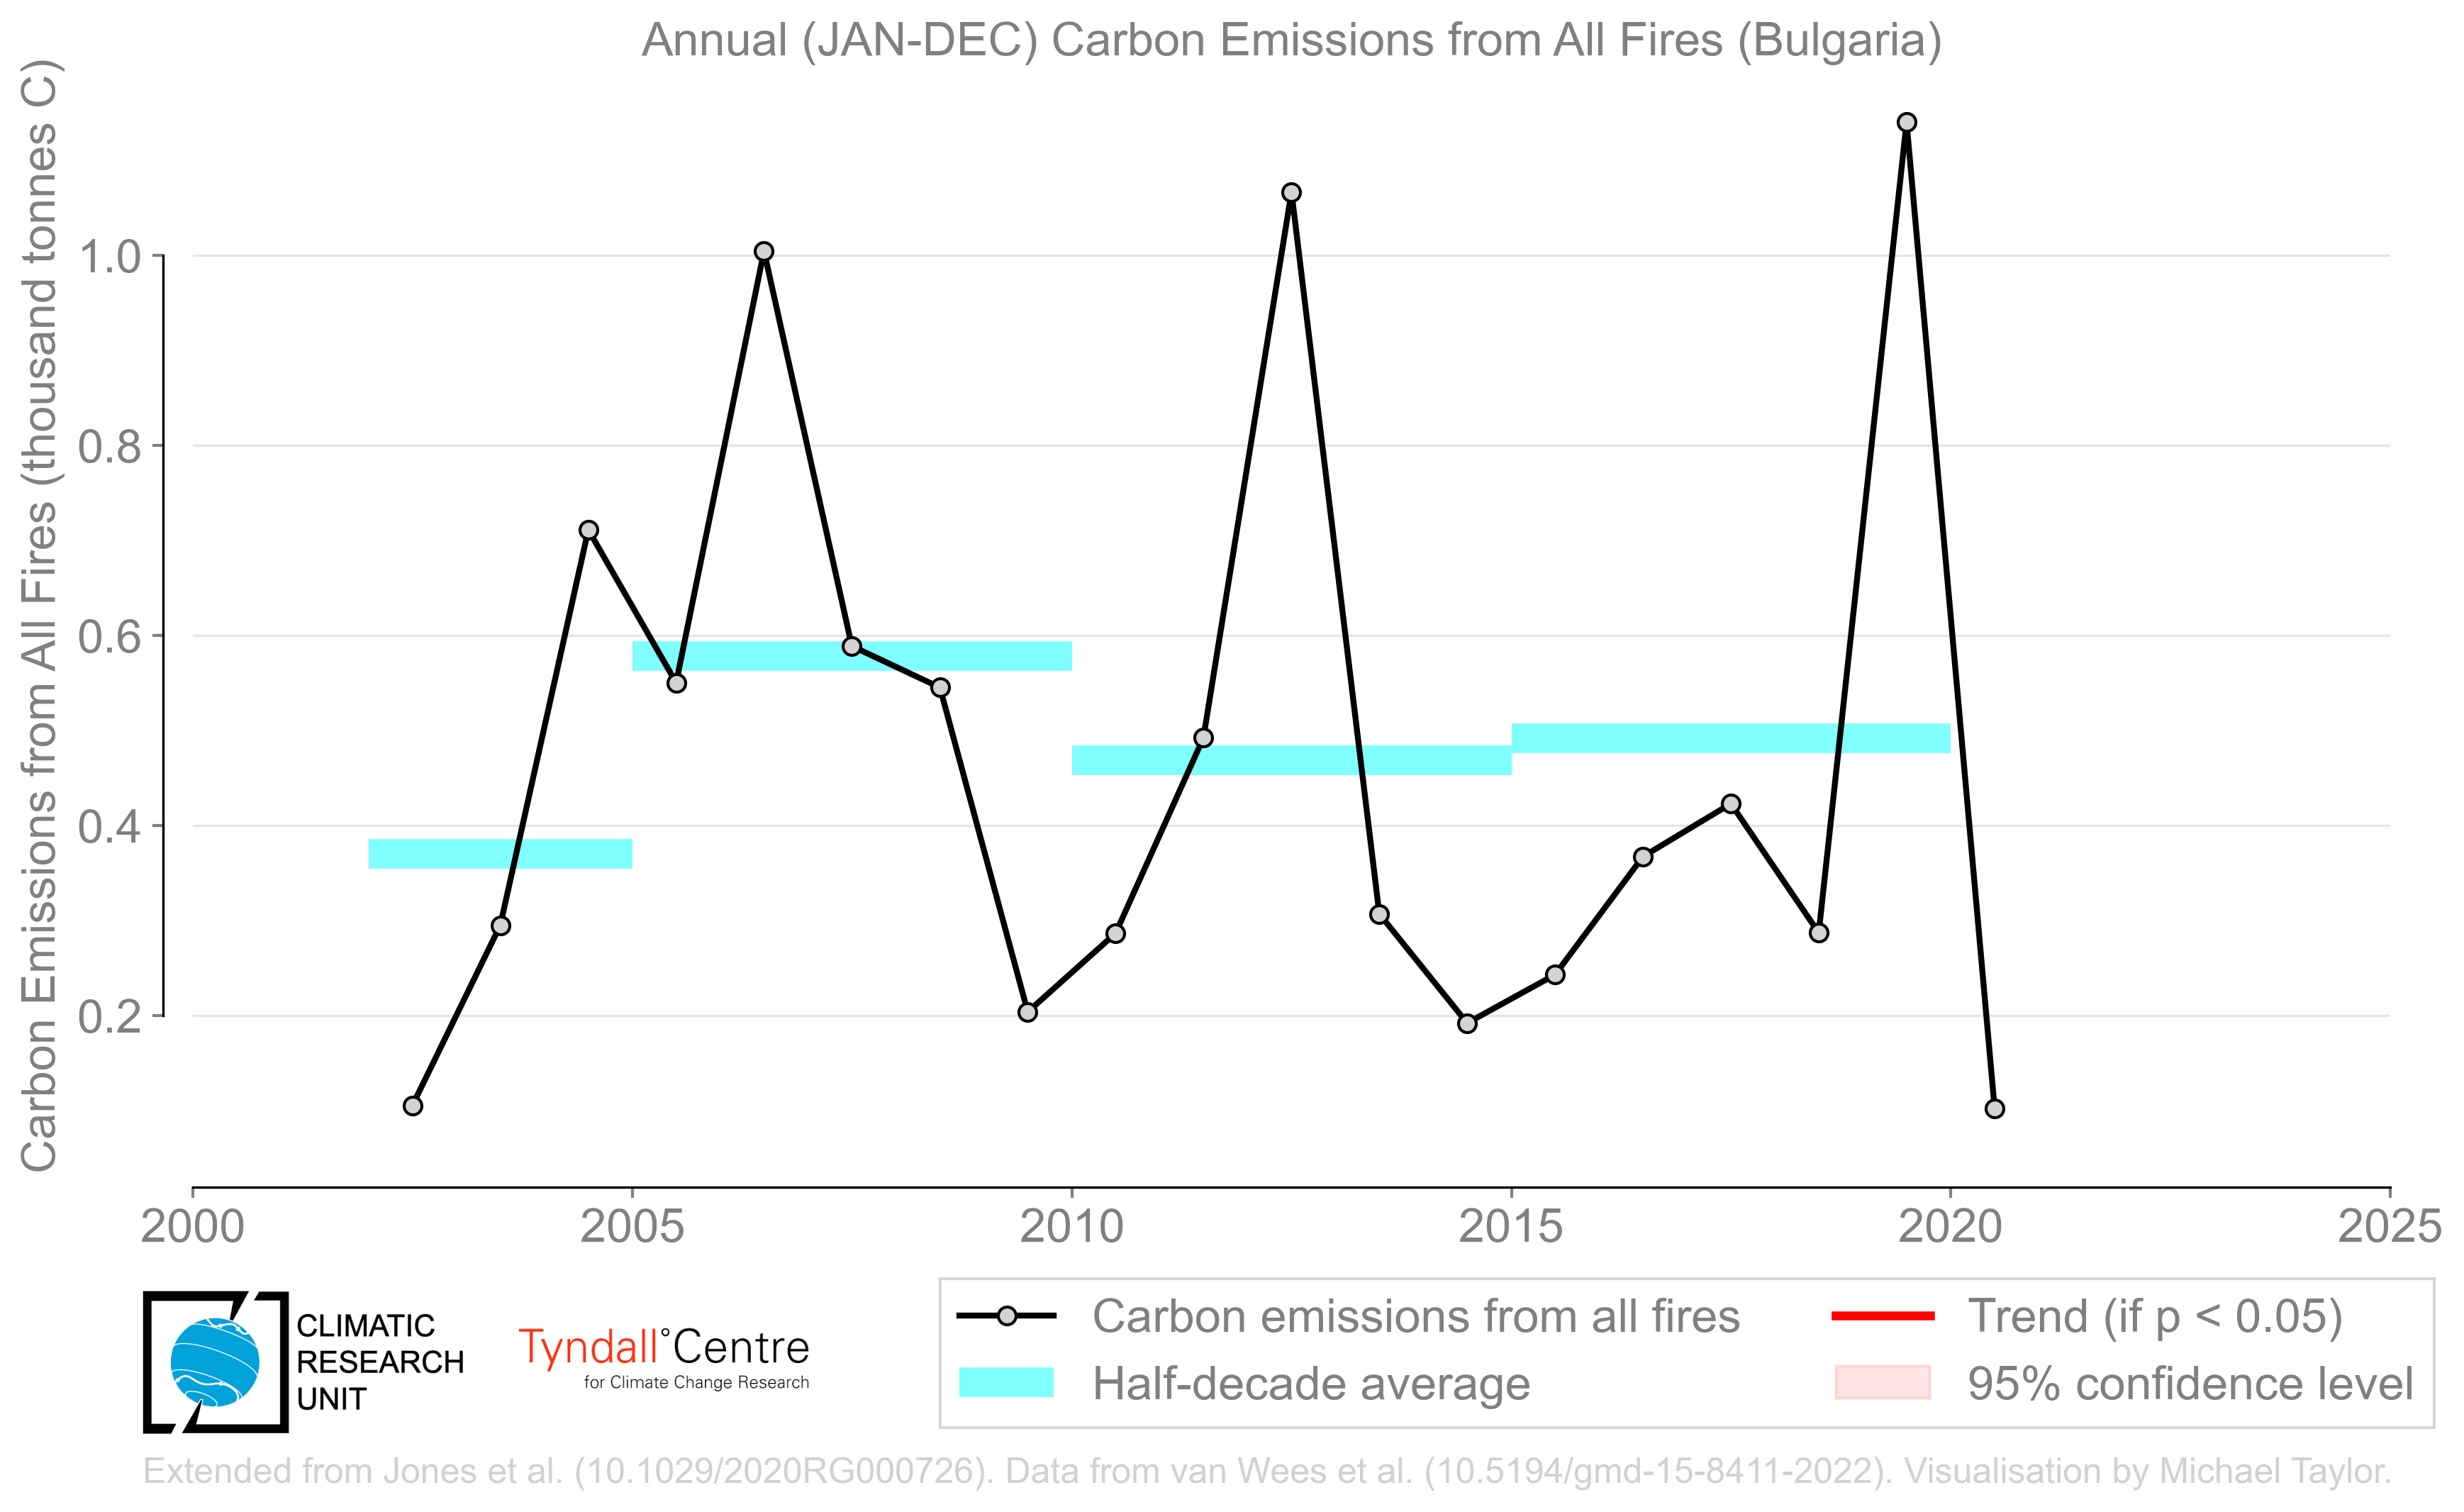 Annual (JAN-DEC) Carbon Emissions from All Fires (Bulgaria)
Carbon Emissions from All Fires (thousand tonnes C)
1.0
0.8
0.6
0.4
0.2
2000
2005
2010
2015
2020
2025
CLIMATIC
RESEARCH
UNIT
Tyndall°Centre
for Climate Change Research
Carbon emissions from all fires
Half-decade average
Trend (if p < 0.05)
95% confidence level
Extended from Jones et al. (10.1029/2020RG000726). Data from van Wees et al. (10.5194/gmd-15-8411-2022). Visualisation by Michael Taylor.